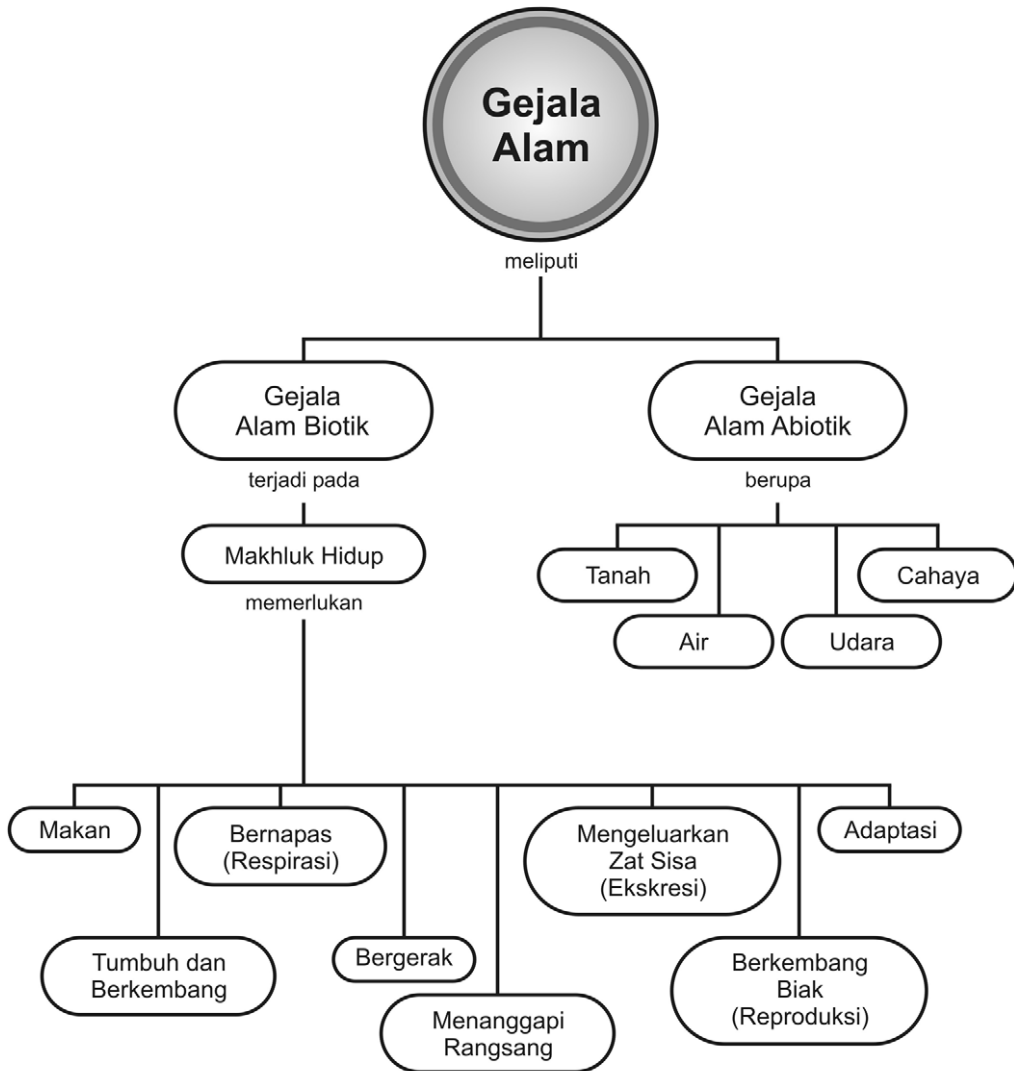 Gejala
Alam
meliputi
Gejala
Alam Biotik
Gejala
Alam Abiotik
terjadi pada
berupa
Makhluk Hidup
Tanah
Cahaya
memerlukan
Air
Udara
Makan
Bernapas
(Respirasi)
Mengeluarkan
Zat Sisa
(Ekskresi)
Adaptasi
Tumbuh dan
Berkembang
Bergerak
Menanggapi
Rangsang
Berkembang
Biak
(Reproduksi)